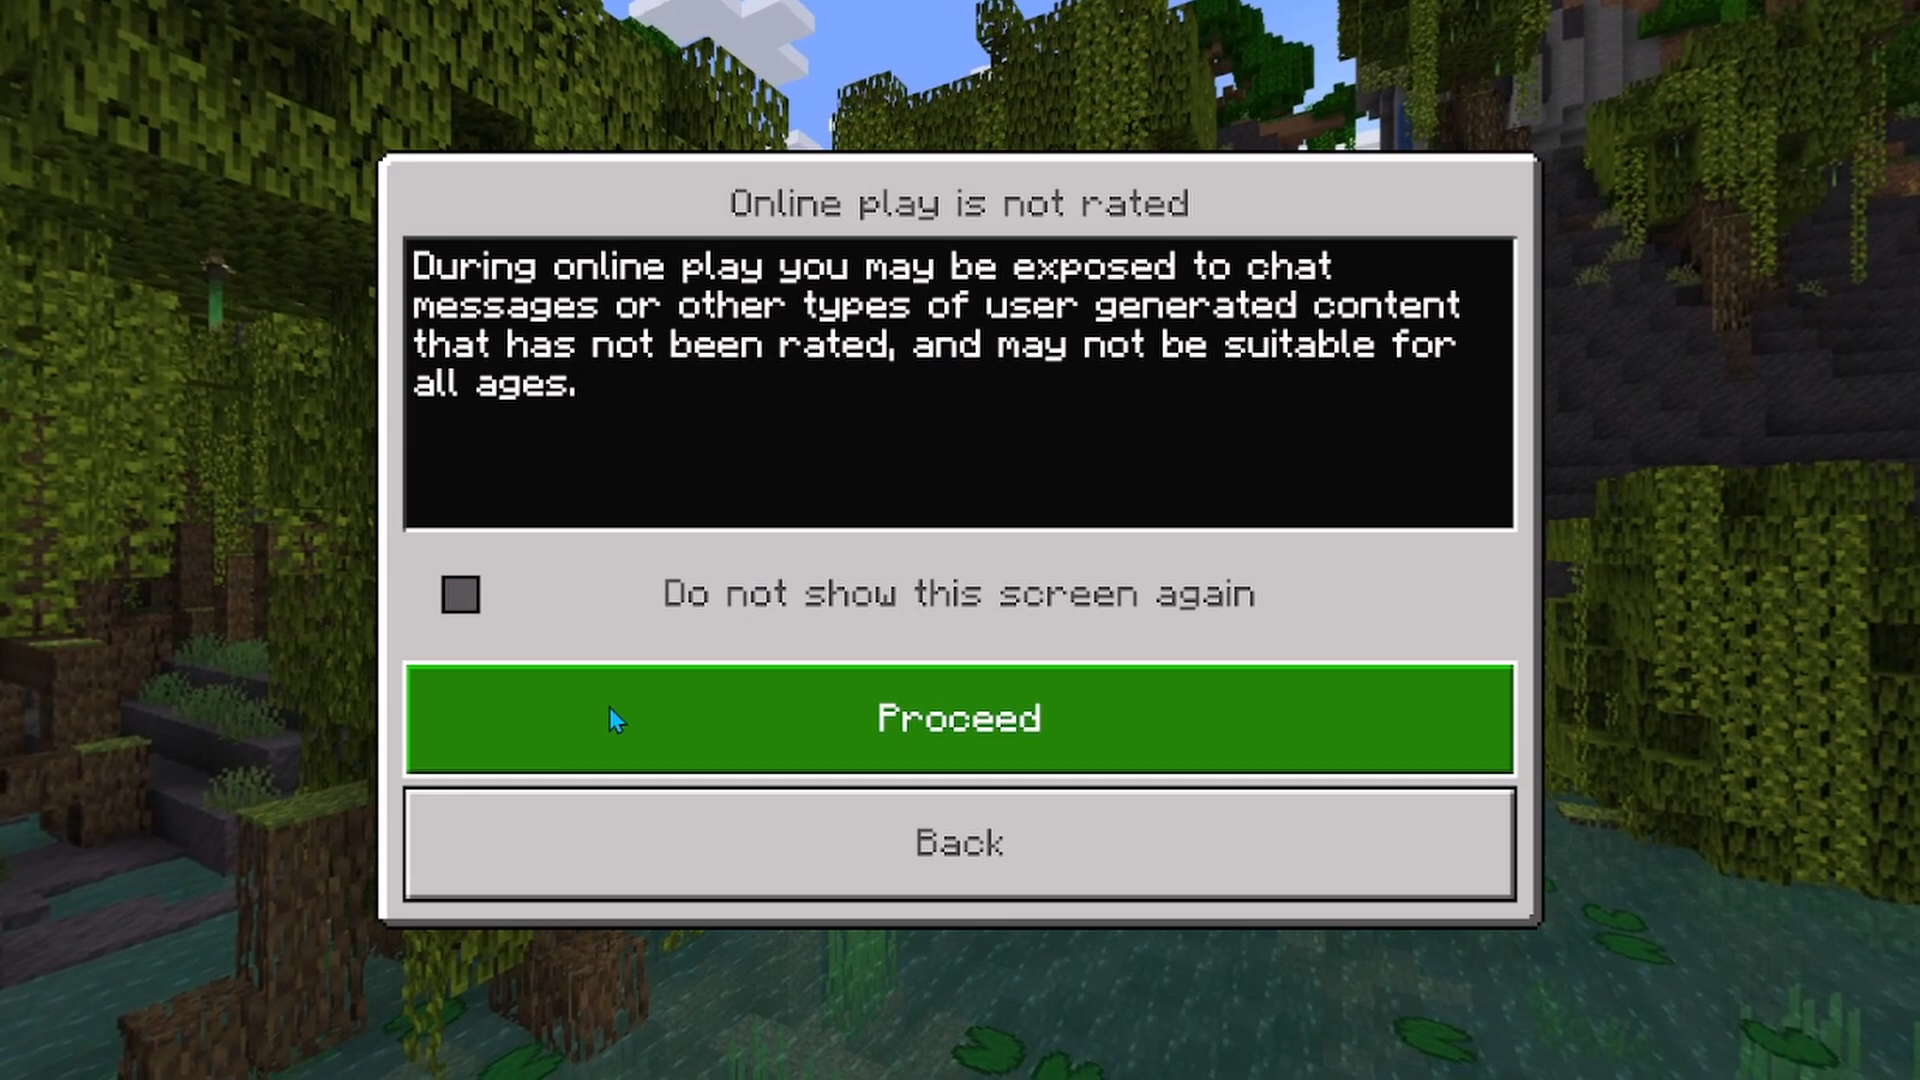 Online play is not rated
During online play you may be exposed to chat
messages or other types of user generated content
that has not been rated, and may not be suitable for
all ages.
Do not show this screen again
Proceed
Back